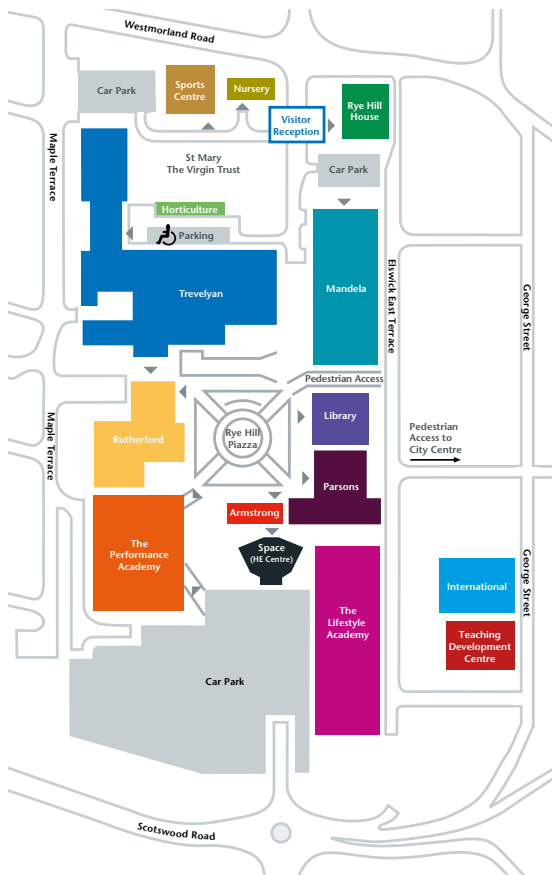 Westmorland Road
Car Park
Sports
Centre
Nursery
Visitor
Reception
Rye Hill
House
Maple Terrace
St Mary
The Virgin Trust
Car Park
Horticulture
Parking
Trevelyan
Mandela
Elswick East Terrace
George Street
Pedestrian Access
Maple Terrace
Rutherford
Rye Hill
Piazza
Library
Pedestrian
Access to
City Centre
Parsons
Armstrong
The
Performance
Academy
Space
(HE Centre)
International
George Street
The
Lifestyle
Academy
Teaching
Development
Centre
Car Park
Scotswood Road